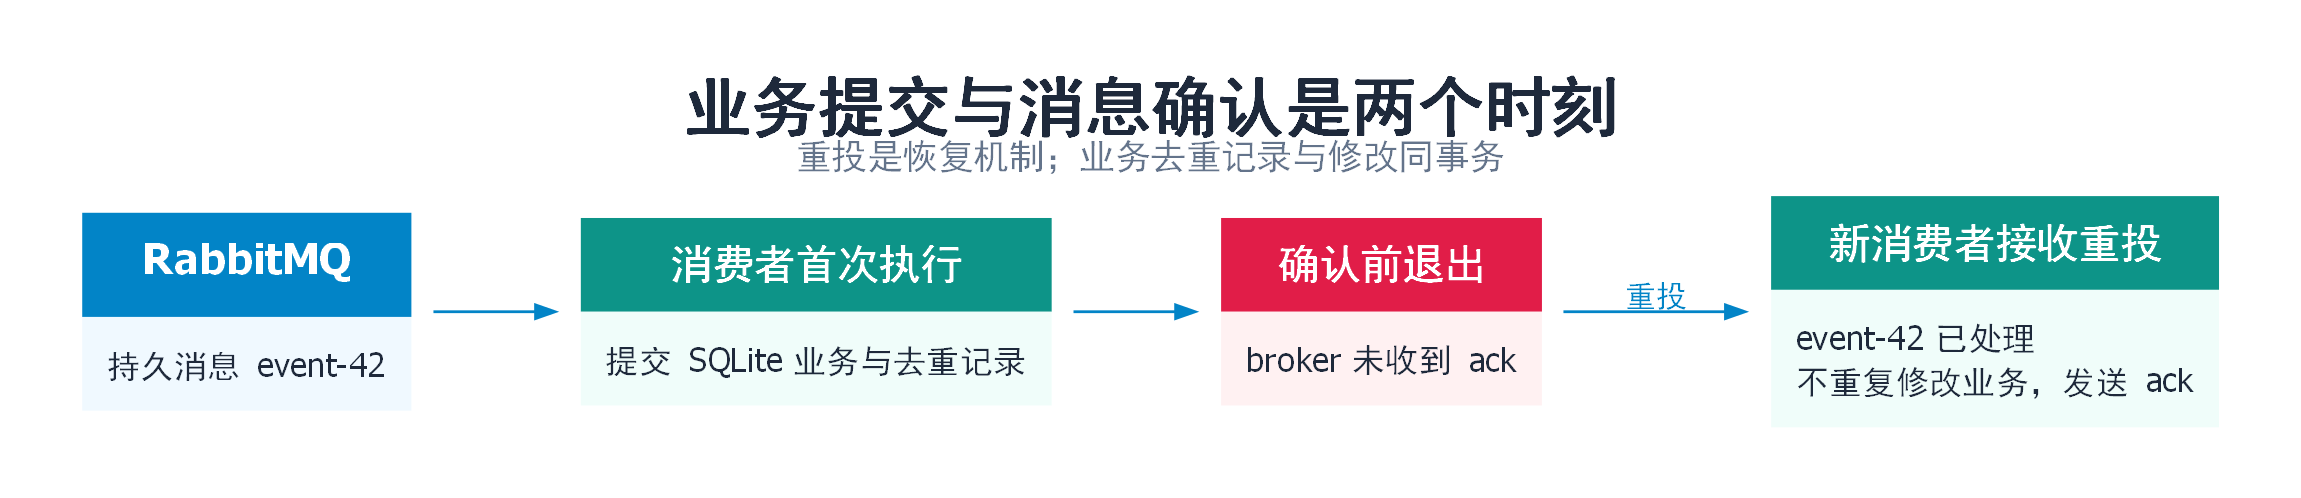 业务提交与消息确认是两个时刻
重投是恢复机制；业务去重记录与修改同事务
RabbitMQ
持久消息 event-42
消费者首次执行
提交 SQLite 业务与去重记录
确认前退出
broker 未收到 ack
重投
新消费者接收重投
event-42 已处理
不重复修改业务，发送 ack